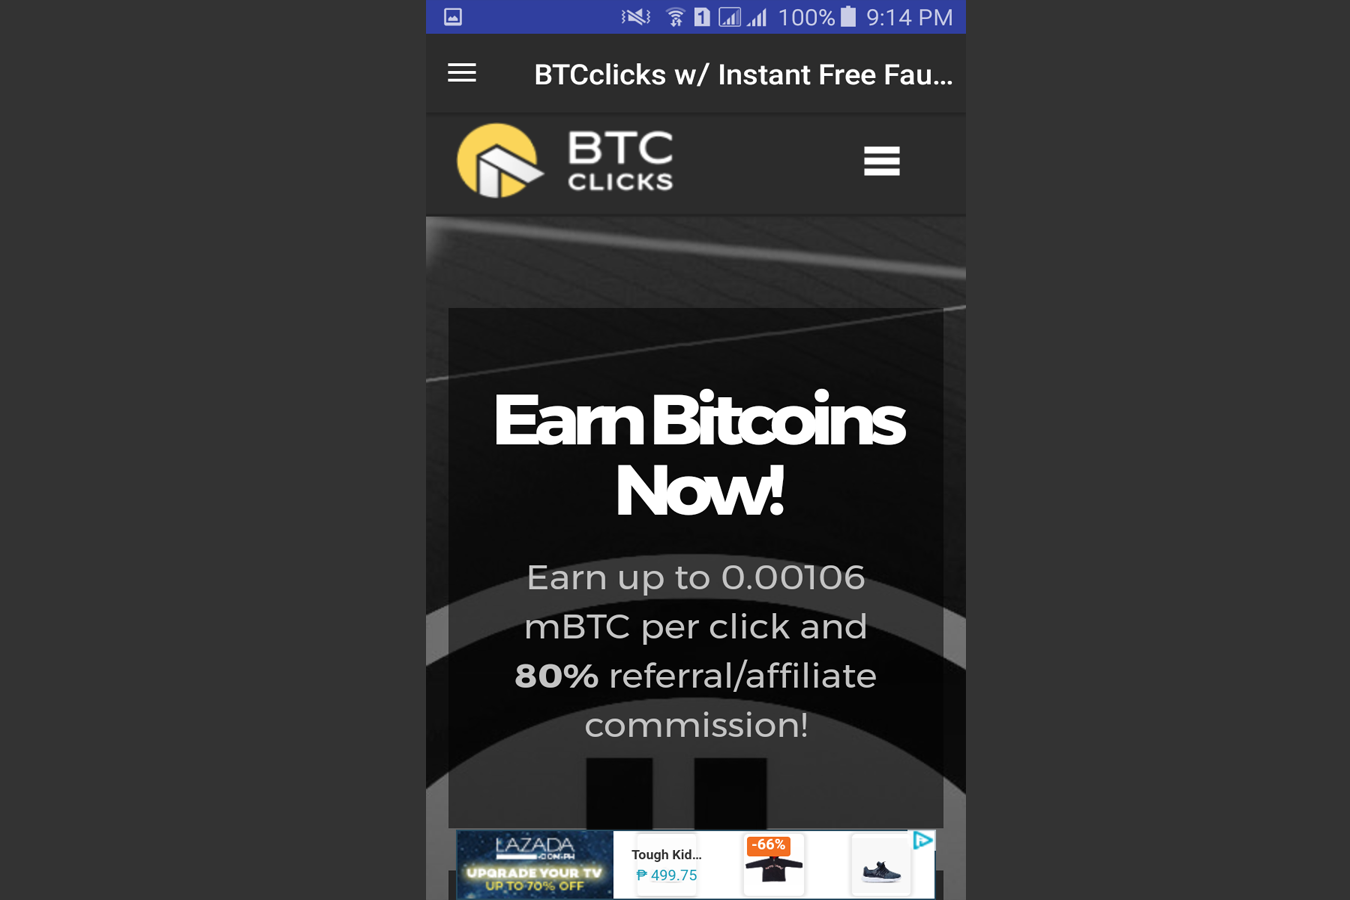 1 100% 9:14 PM
BTCclicks w/ Instant Free Fau...
BTC
CLICKS
Earn Bitcoins
Now!
Earn up to 0.00106
mBTC per click and
80% referral/affiliate
commission!
LAZADA
.COM.PH
UPGRADE YOUR TV
UP TO 70% OFF
Tough Kid...
₱ 499.75
-66%